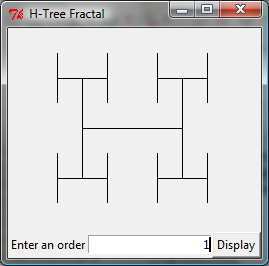 H-Tree Fractal
Enter an order 1 Display